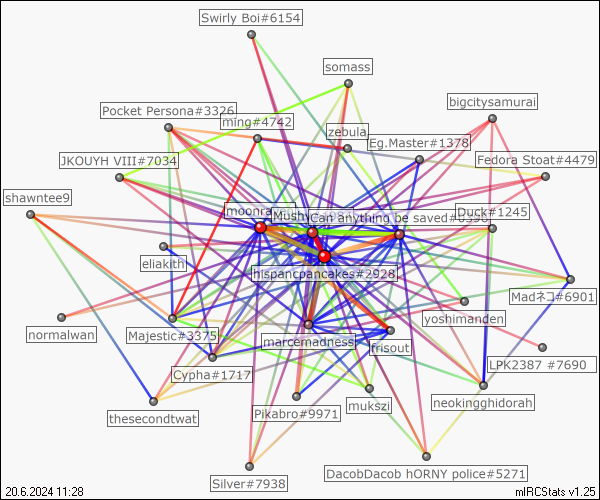 Swirly Boi#6154
somass
bigcitysamurai
Pocket Persona#3326
ming#4742
zebula
Eg.Master#1378
JKOUYH VIII#7034
Fedora Stoat#4479
shawntee9
moonra
Mushy
Can anything be saved#6396
Duck#1245
eliakith
hispancpancakes#2928
Madネコ#6901
yoshimanden
normalwan
Majestic#3375
marcemadness
frisout
LPK2387 #7690
Cypha#1717
mukszi
neokingghidorah
thesecondtwat
Pikabro#9971
Silver#7938
DacobDacob hORNY police#5271
20.6.2024 11:28
mIRCStats v1.25